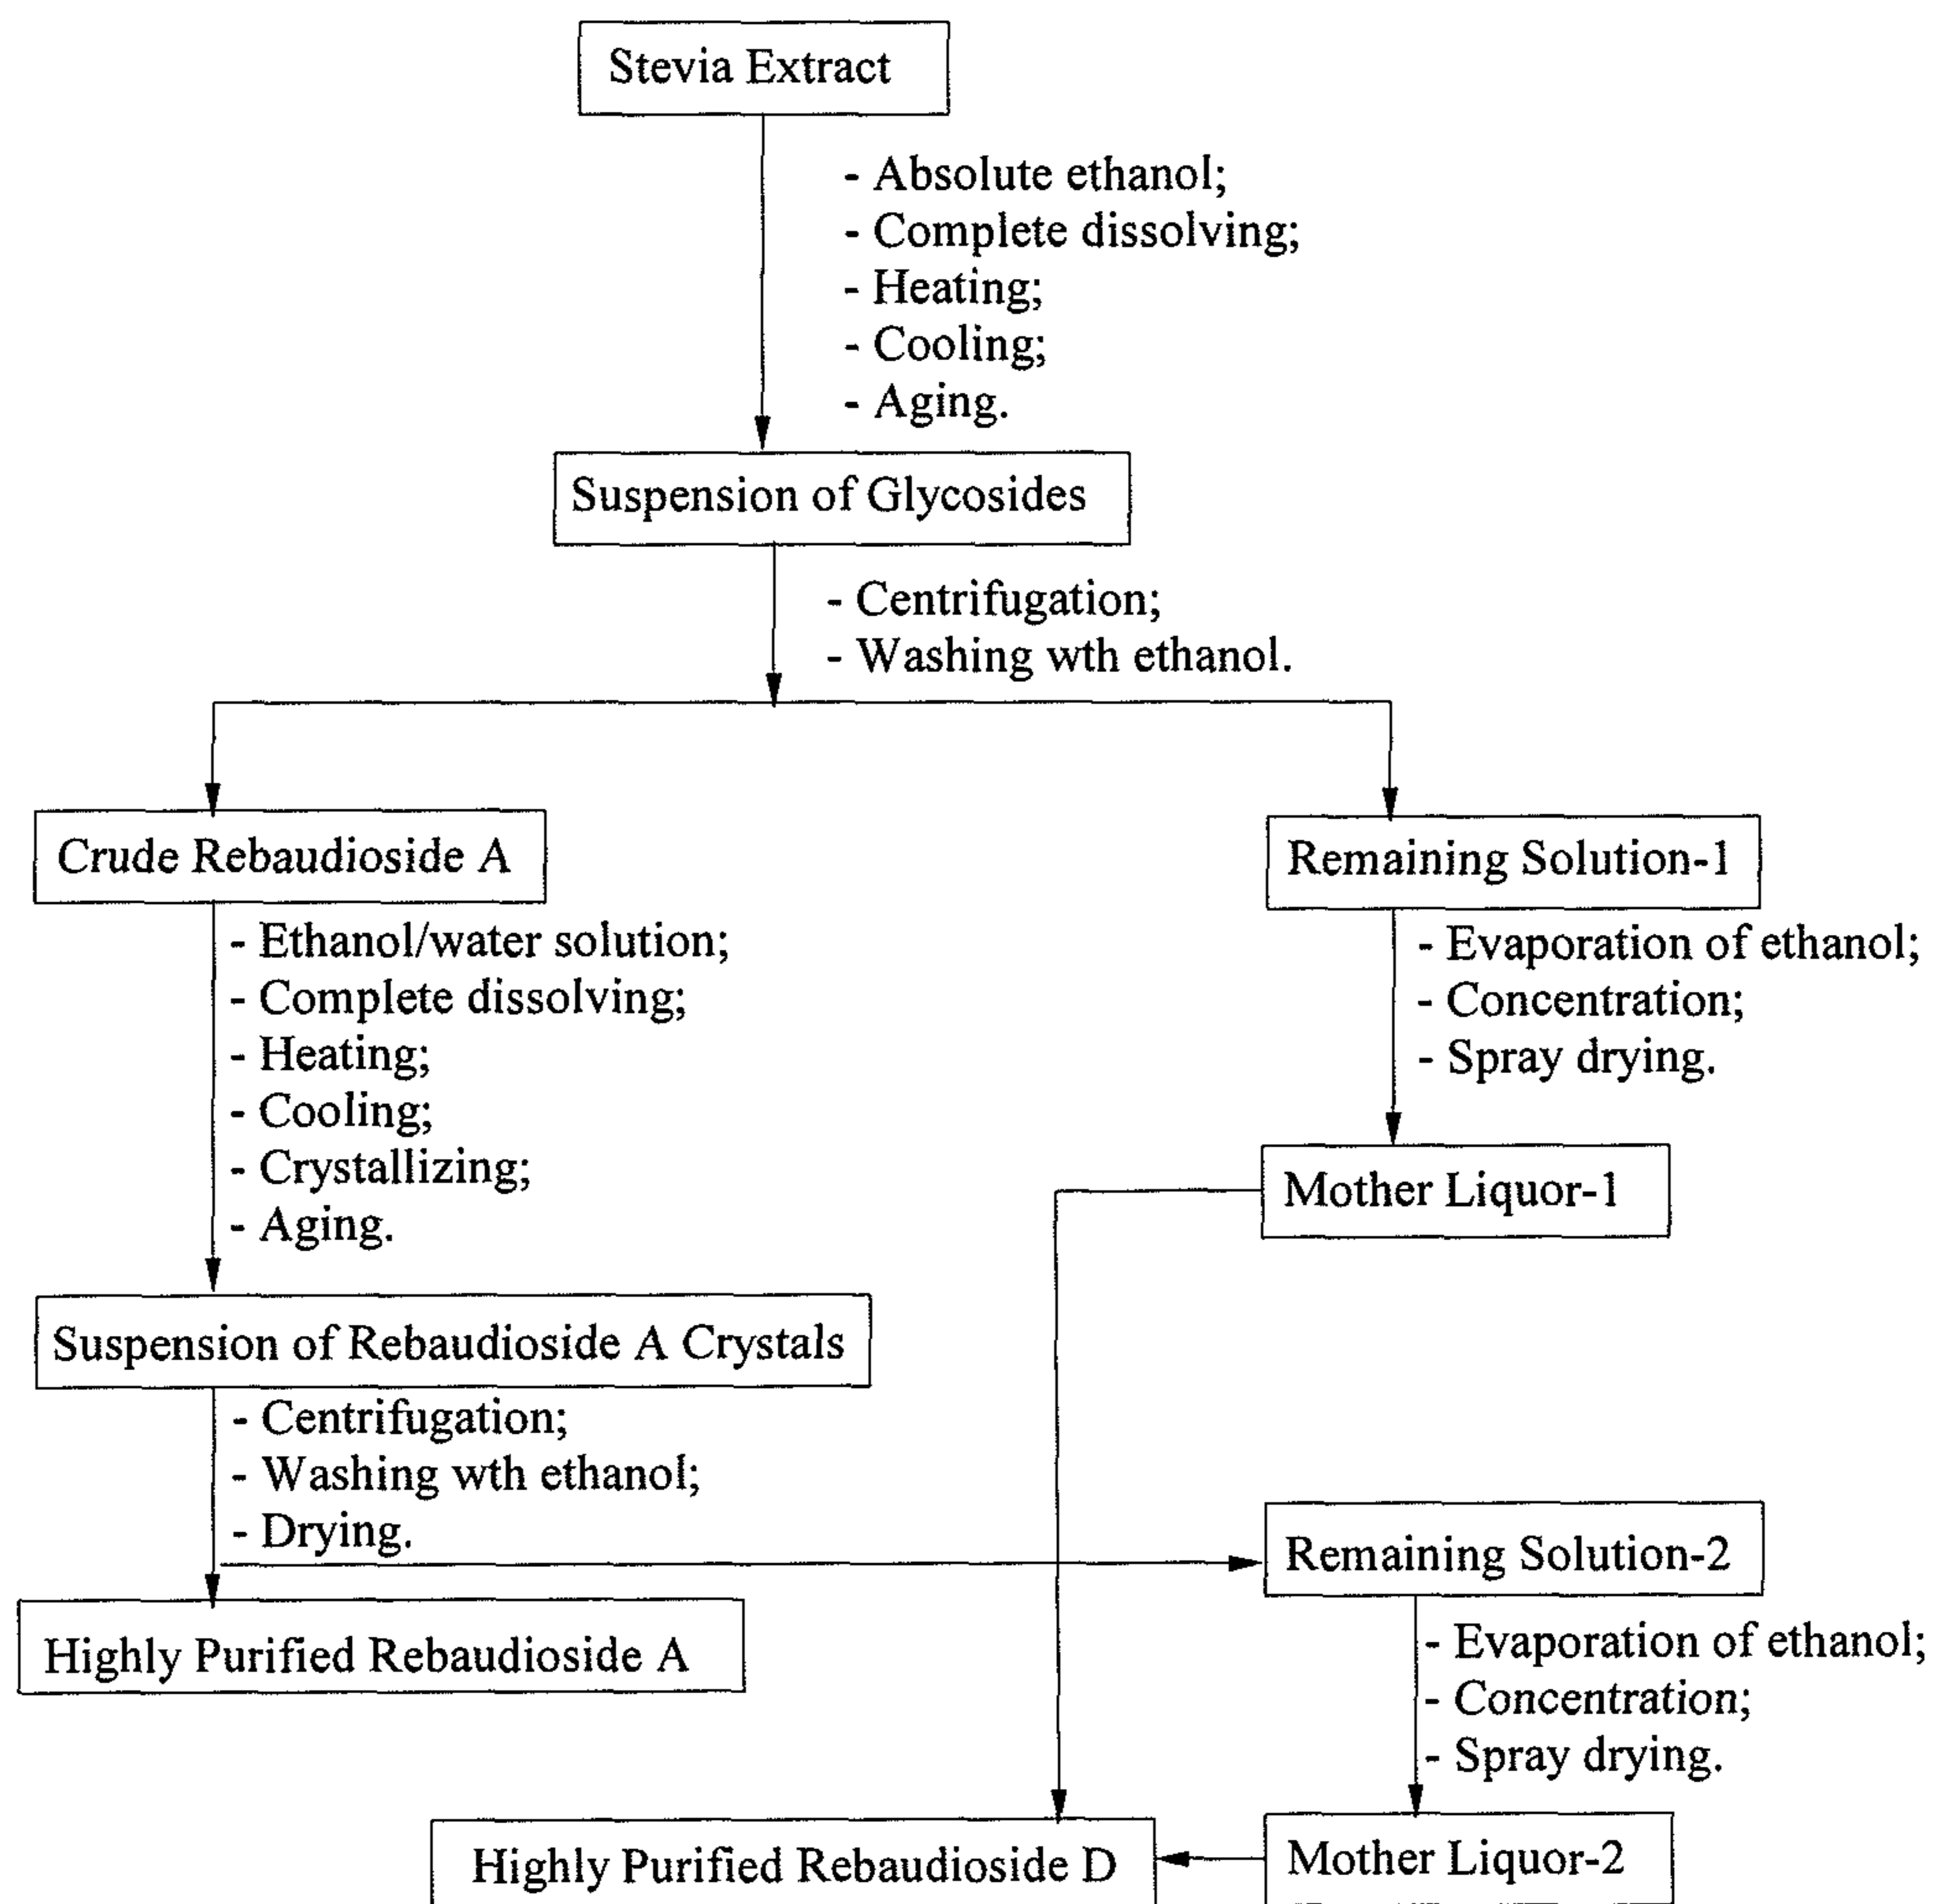 Stevia Extract
- Absolute ethanol;
- Complete dissolving;
- Heating;
- Cooling;
- Aging.
Suspension of Glycosides
- Centrifugation;
- Washing wth ethanol.
Crude Rebaudioside A
- Ethanol/water solution;
- Complete dissolving;
- Heating;
- Cooling;
- Crystallizing;
- Aging.
Remaining Solution-1
- Evaporation of ethanol;
- Concentration;
- Spray drying.
Mother Liquor-1
Suspension of Rebaudioside A Crystals
- Centrifugation;
- Washing wth ethanol;
- Drying.
Highly Purified Rebaudioside A
Remaining Solution-2
- Evaporation of ethanol;
- Concentration;
- Spray drying.
Highly Purified Rebaudioside D
Mother Liquor-2